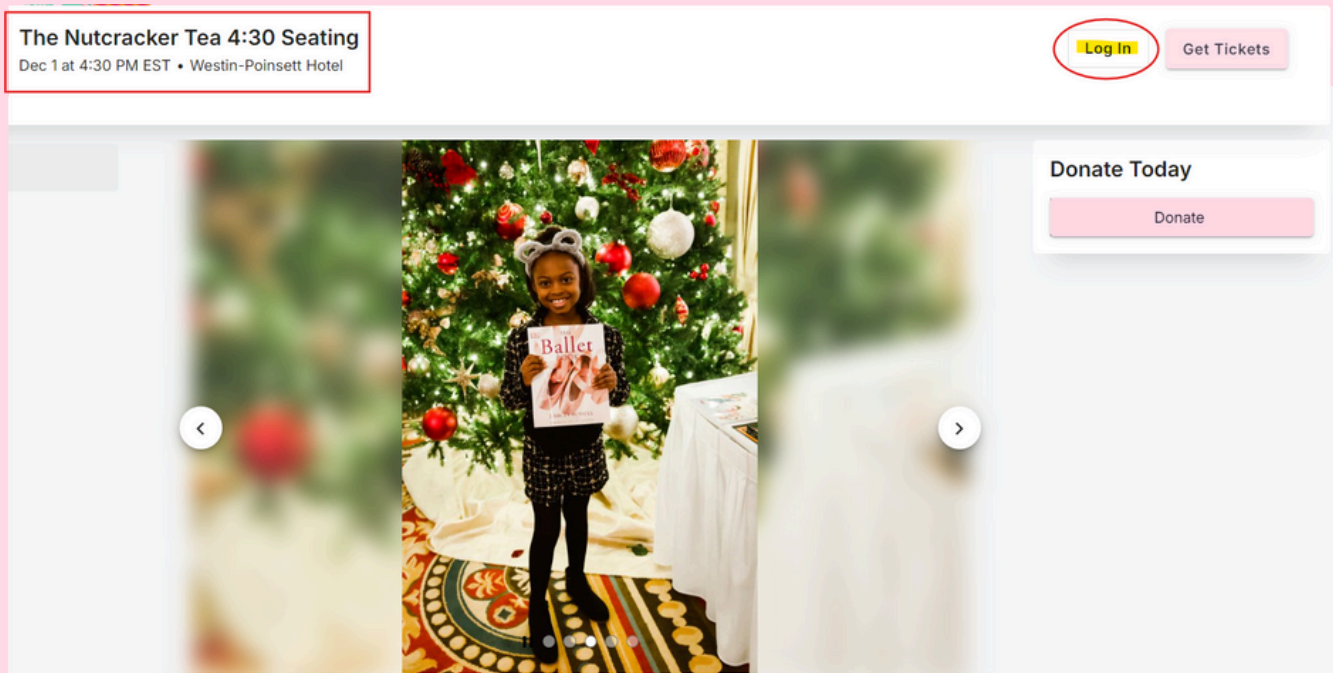 The Nutcracker Tea 4:30 Seating
Dec 1 at 4:30 PM EST • Westin-Poinsett Hotel
Log In
Get Tickets
Donate Today
Donate
Ballet